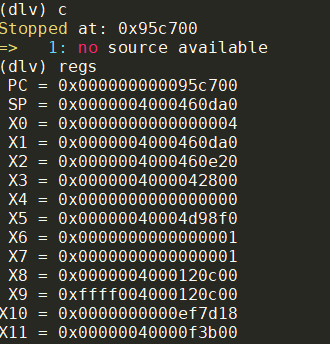 (dlv) c
Stopped at: 0x95c700
=>   1: no source available
(dlv) regs
 PC = 0x000000000095c700
 SP = 0x0000004000460da0
 X0 = 0x0000000000000004
 X1 = 0x0000004000460da0
 X2 = 0x0000004000460e20
 X3 = 0x0000004000042800
 X4 = 0x0000000000000000
 X5 = 0x00000040004d98f0
 X6 = 0x0000000000000001
 X7 = 0x0000000000000001
 X8 = 0x0000004000120c00
 X9 = 0xffff004000120c00
X10 = 0x0000000000ef7d18
X11 = 0x00000040000f3b00